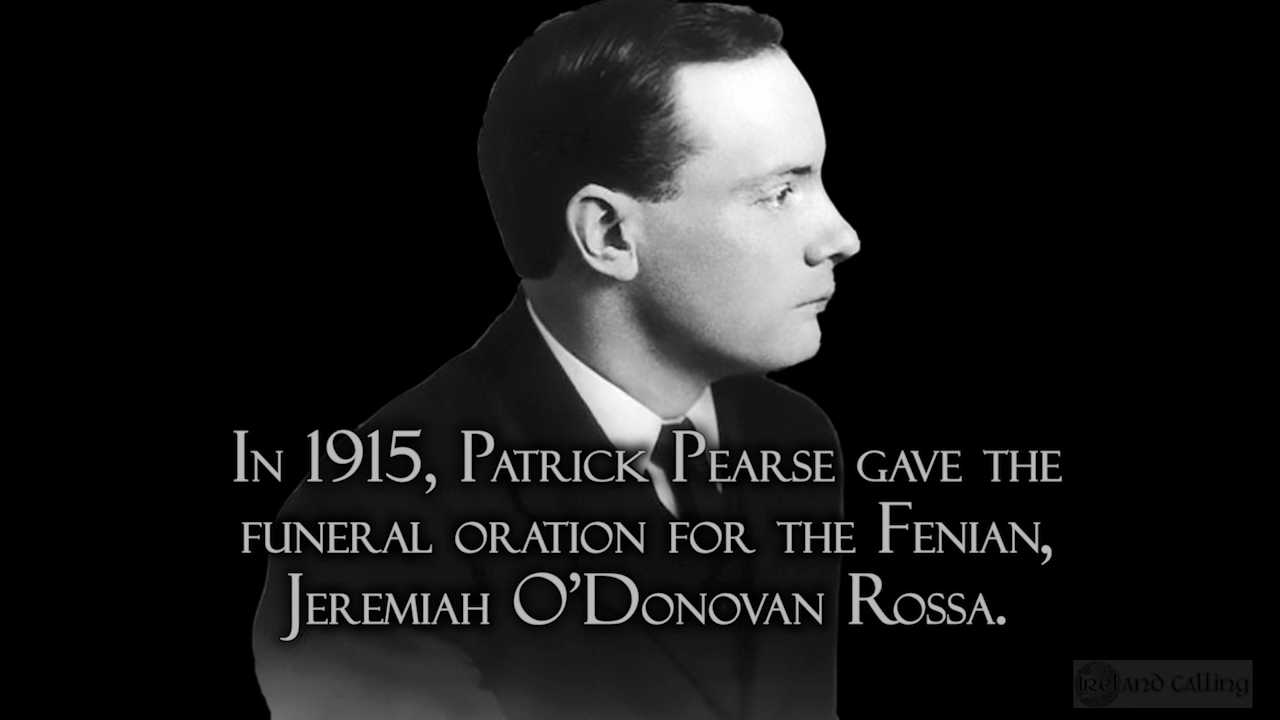 In 1915, Patrick Pearse gave the
funeral oration for the Fenian,
Jeremiah O'Donovan Rossa.
Ireland Calling